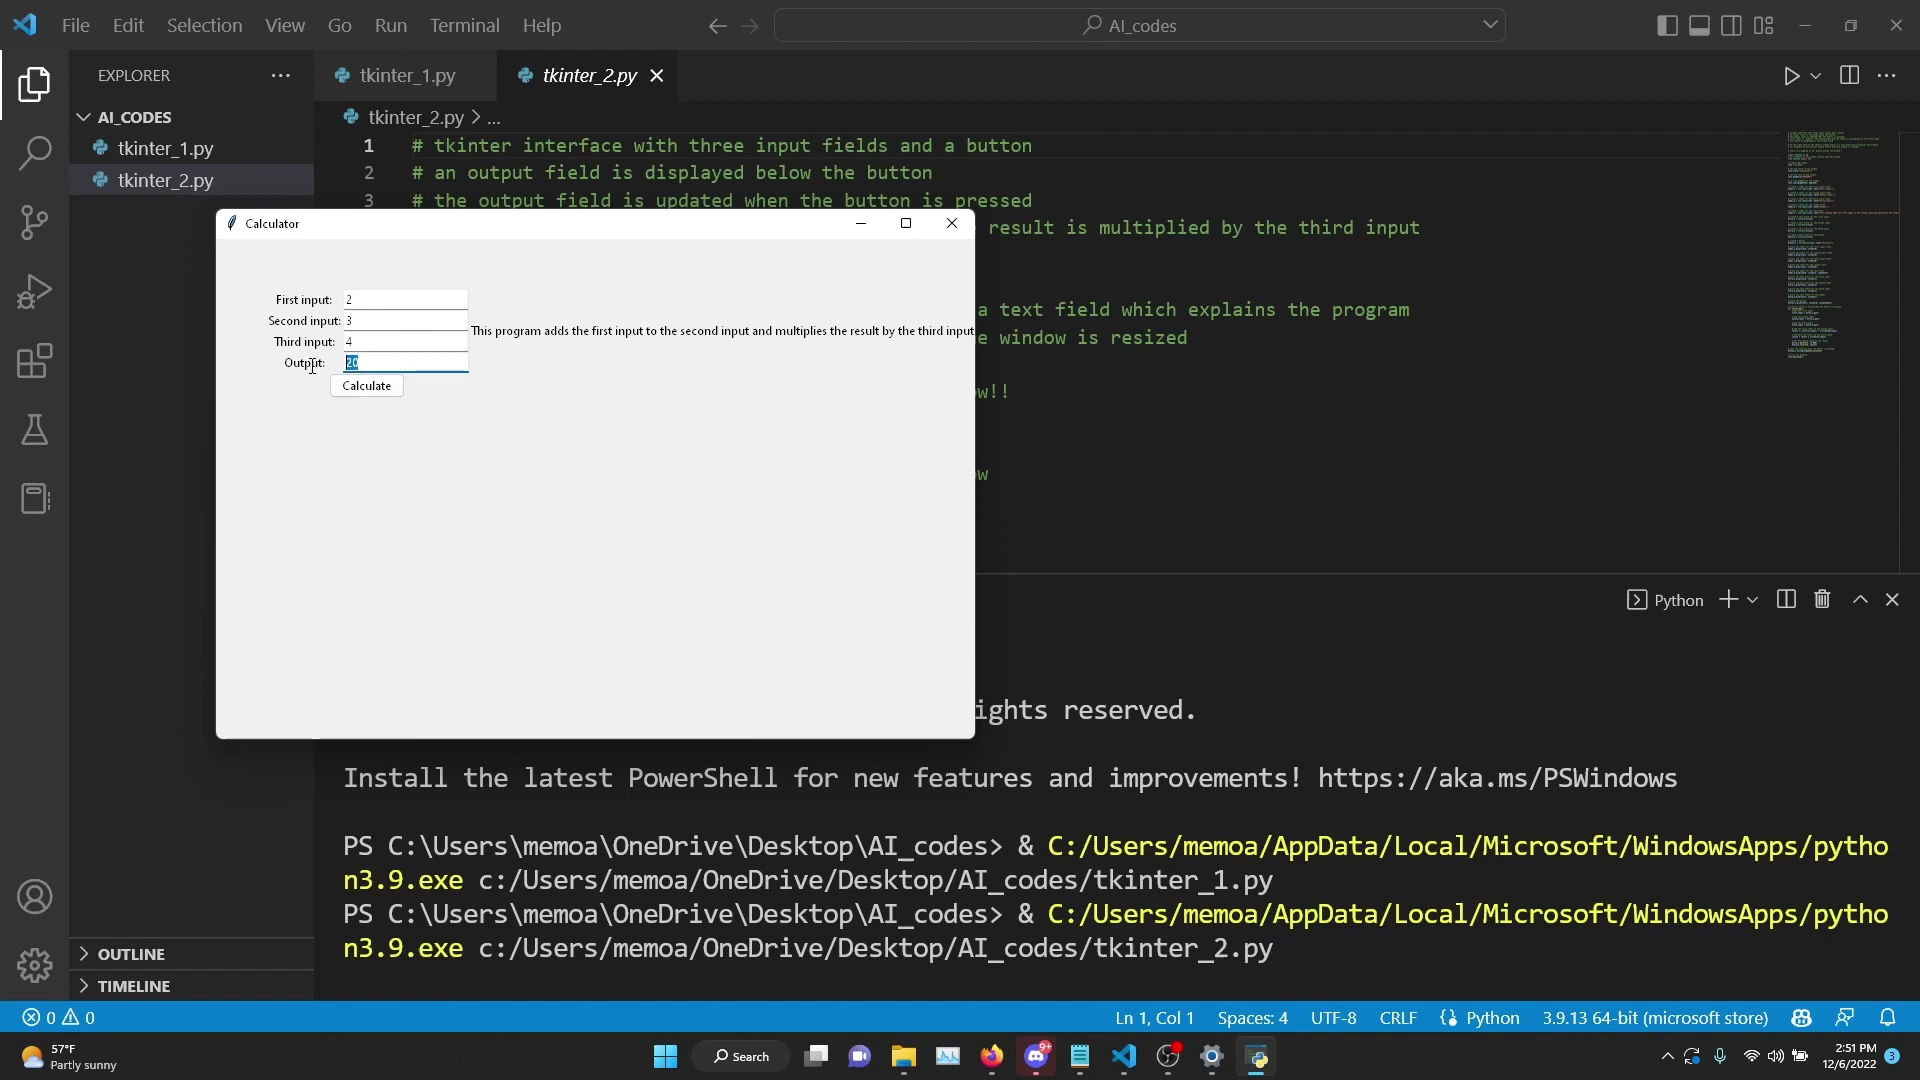 File Edit Selection View Go Run Terminal Help
AI_codes
EXPLORER
tkinter_1.py
tkinter_2.py
AI_CODES
tkinter_1.py
tkinter_2.py
tkinter_2.py > ...
1 # tkinter interface with three input fields and a button
2 # an output field is displayed below the button
3 # the output field is updated when the button is pressed
result is multiplied by the third input
a text field which explains the program
e window is resized
ow!!
ow
Calculator
First input: 2
Second input: 3
This program adds the first input to the second input and multiplies the result by the third input
Third input: 4
Output: 20
Calculate
Python
ights reserved.
Install the latest PowerShell for new features and improvements! https://aka.ms/PSWindows
PS C:\Users\memoa\OneDrive\Desktop\AI_codes> & C:/Users/memoa/AppData/Local/Microsoft/WindowsApps/pytho
n3.9.exe c:/Users/memoa/OneDrive/Desktop/AI_codes/tkinter_1.py
PS C:\Users\memoa\OneDrive\Desktop\AI_codes> & C:/Users/memoa/AppData/Local/Microsoft/WindowsApps/pytho
n3.9.exe c:/Users/memoa/OneDrive/Desktop/AI_codes/tkinter_2.py
OUTLINE
TIMELINE
0 0
Ln 1, Col 1 Spaces: 4 UTF-8 CRLF Python 3.9.13 64-bit (microsoft store)
57°F
Partly sunny
Search
9+
2:51 PM
12/6/2022
3